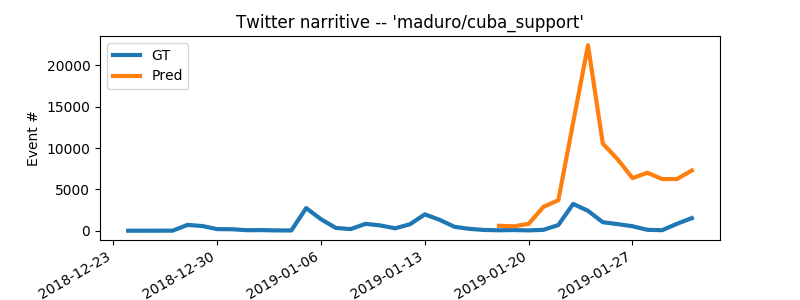 Twitter narritive -- 'maduro/cuba_support'
GT
Pred
Event #
20000
15000
10000
5000
0
2018-12-23
2018-12-30
2019-01-06
2019-01-13
2019-01-20
2019-01-27